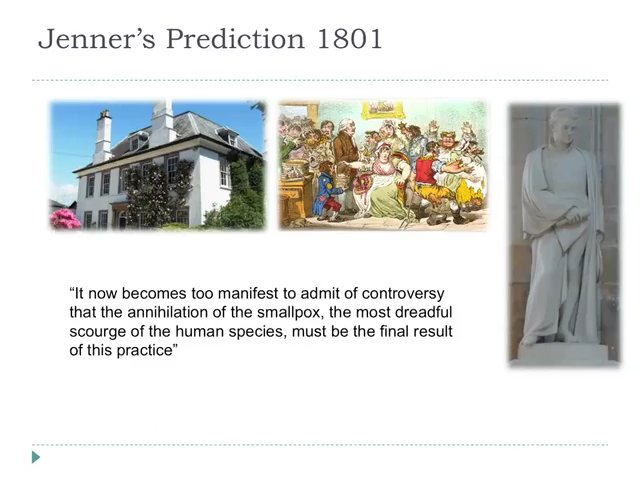 Jenner’s Prediction 1801
“It now becomes too manifest to admit of controversy
that the annihilation of the smallpox, the most dreadful
scourge of the human species, must be the final result
of this practice”